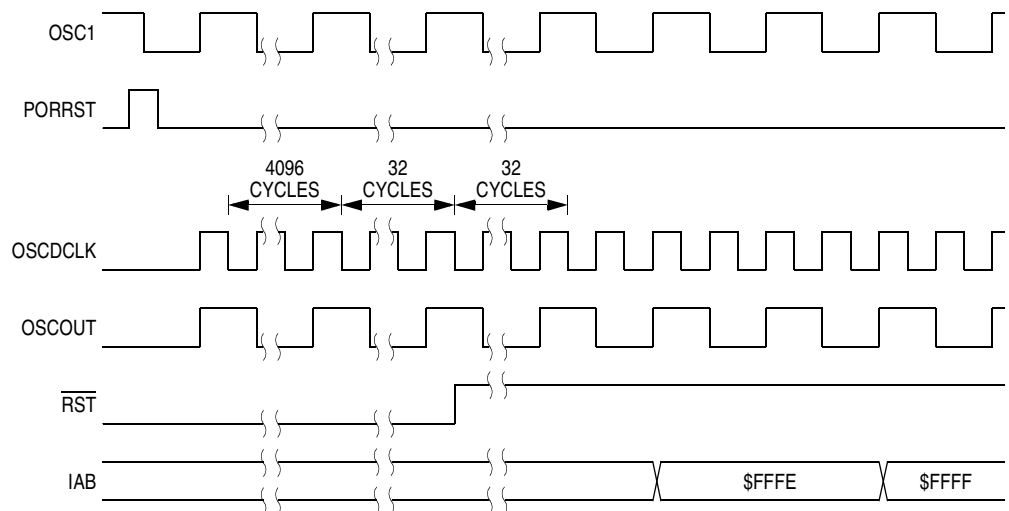 OSC1
PORRST
4096
CYCLES
32
CYCLES
32
CYCLES
OSCDCLK
OSCOUT
RST
IAB
$FFFE
$FFFF